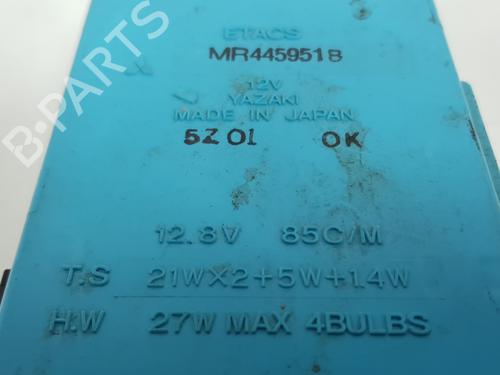 B-PARTS
ETACS
MR445951B
12V
YAZAKI
MADE IN JAPAN
5Z01 OK
12.8V 85C/M
T.S 21W×2+5W+1.4W
H.W 27W MAX 4BULBS